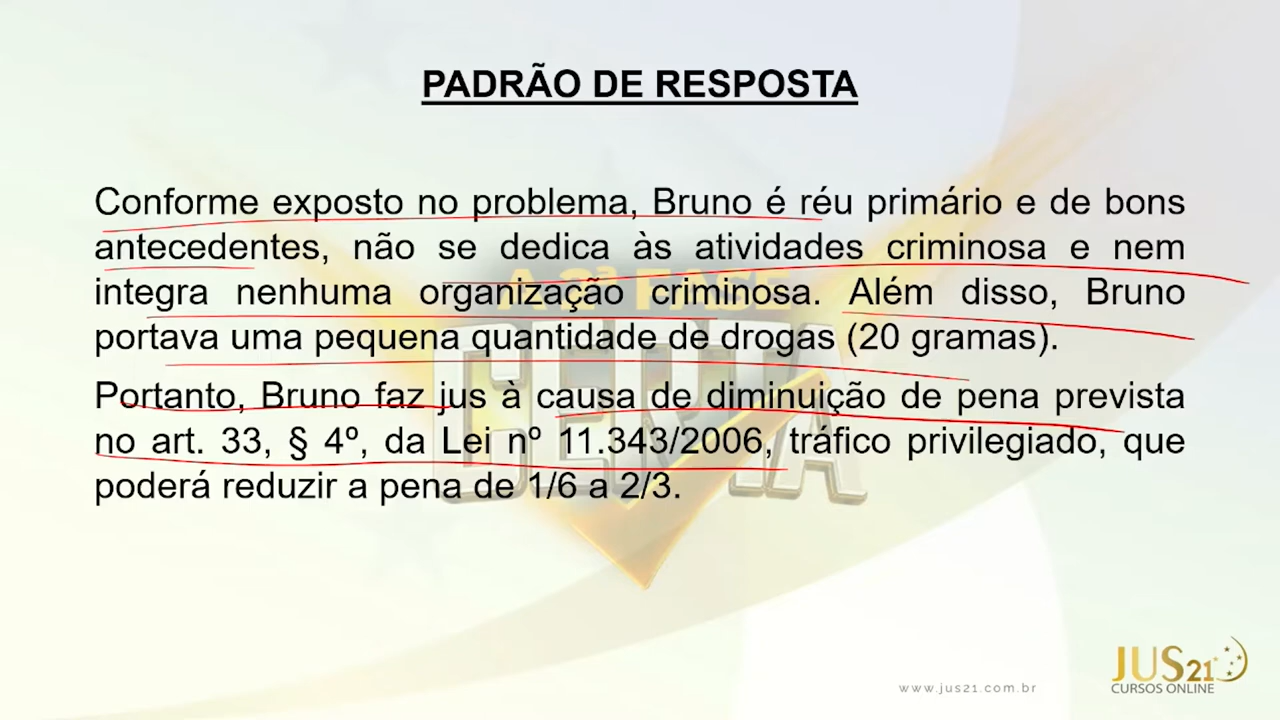 PADRÃO DE RESPOSTA
Conforme exposto no problema, Bruno é réu primário e de bons
antecedentes, não se dedica às atividades criminosa e nem
integra nenhuma organização criminosa. Além disso, Bruno
portava uma pequena quantidade de drogas (20 gramas).
Portanto, Bruno faz jus à causa de diminuição de pena prevista
no art. 33, § 4º, da Lei nº 11.343/2006, tráfico privilegiado, que
poderá reduzir a pena de 1/6 a 2/3.
A 2ª FASE
CERTA
www.jus21.com.br
JUS21
CURSOS ONLINE